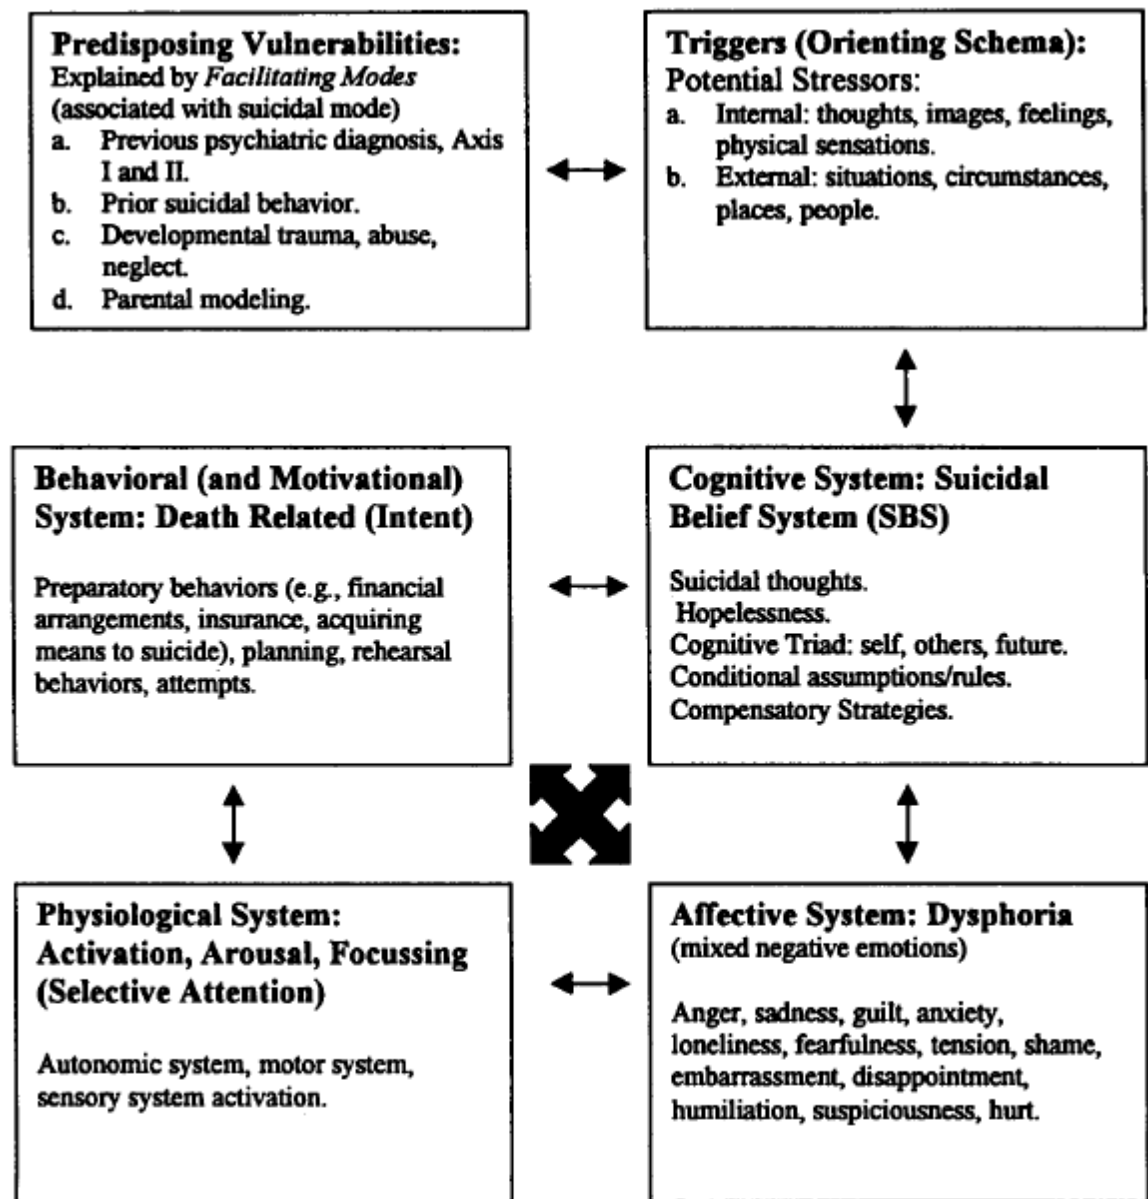 Predisposing Vulnerabilities:
Explained by Facilitating Modes
(associated with suicidal mode)
a. Previous psychiatric diagnosis, Axis
I and II.
b. Prior suicidal behavior.
c. Developmental trauma, abuse,
neglect.
d. Parental modeling.
Triggers (Orienting Schema):
Potential Stressors:
a. Internal: thoughts, images, feelings,
physical sensations.
b. External: situations, circumstances,
places, people.
Behavioral (and Motivational)
System: Death Related (Intent)
Preparatory behaviors (e.g., financial
arrangements, insurance, acquiring
means to suicide), planning, rehearsal
behaviors, attempts.
Cognitive System: Suicidal
Belief System (SBS)
Suicidal thoughts.
Hopelessness.
Cognitive Triad: self, others, future.
Conditional assumptions/rules.
Compensatory Strategies.
Physiological System:
Activation, Arousal, Focussing
(Selective Attention)
Autonomic system, motor system,
sensory system activation.
Affective System: Dysphoria
(mixed negative emotions)
Anger, sadness, guilt, anxiety,
loneliness, fearfulness, tension, shame,
embarrassment, disappointment,
humiliation, suspiciousness, hurt.